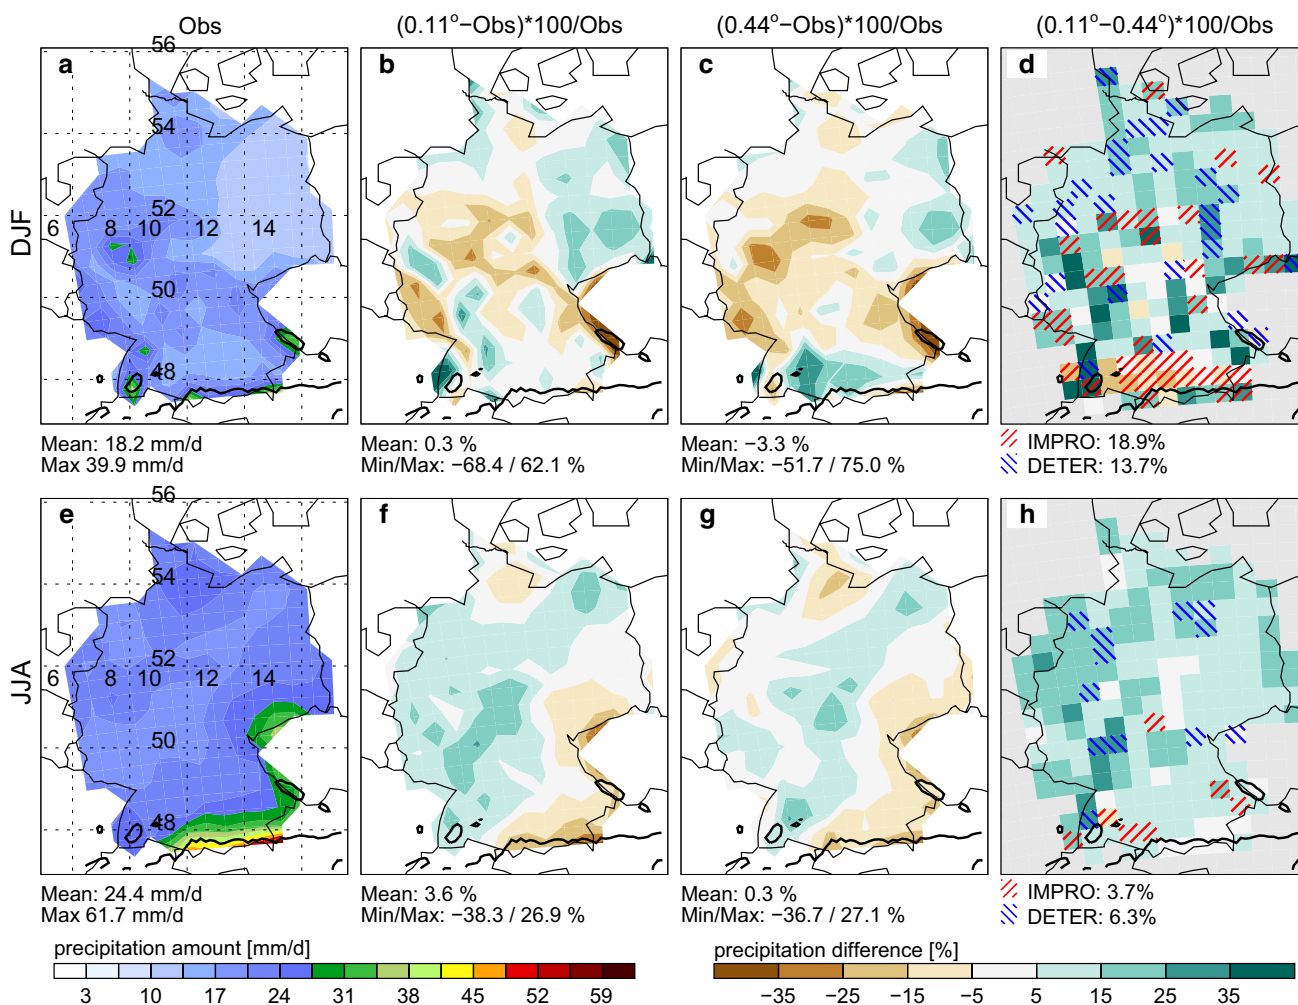 Obs
(0.11°−Obs)*100/Obs
(0.44°−Obs)*100/Obs
(0.11°−0.44°)*100/Obs
DJF
a
56
54
52
6 8 10 12 14
50
48
b
c
d
Mean: 18.2 mm/d
Max 39.9 mm/d
Mean: 0.3 %
Min/Max: −68.4 / 62.1 %
Mean: −3.3 %
Min/Max: −51.7 / 75.0 %
IMPRO: 18.9%
DETER: 13.7%
JJA
e
56
54
52
6 8 10 12 14
50
48
f
g
h
Mean: 24.4 mm/d
Max 61.7 mm/d
Mean: 3.6 %
Min/Max: −38.3 / 26.9 %
Mean: 0.3 %
Min/Max: −36.7 / 27.1 %
IMPRO: 3.7%
DETER: 6.3%
precipitation amount [mm/d]
3 10 17 24 31 38 45 52 59
precipitation difference [%]
−35 −25 −15 −5 5 15 25 35